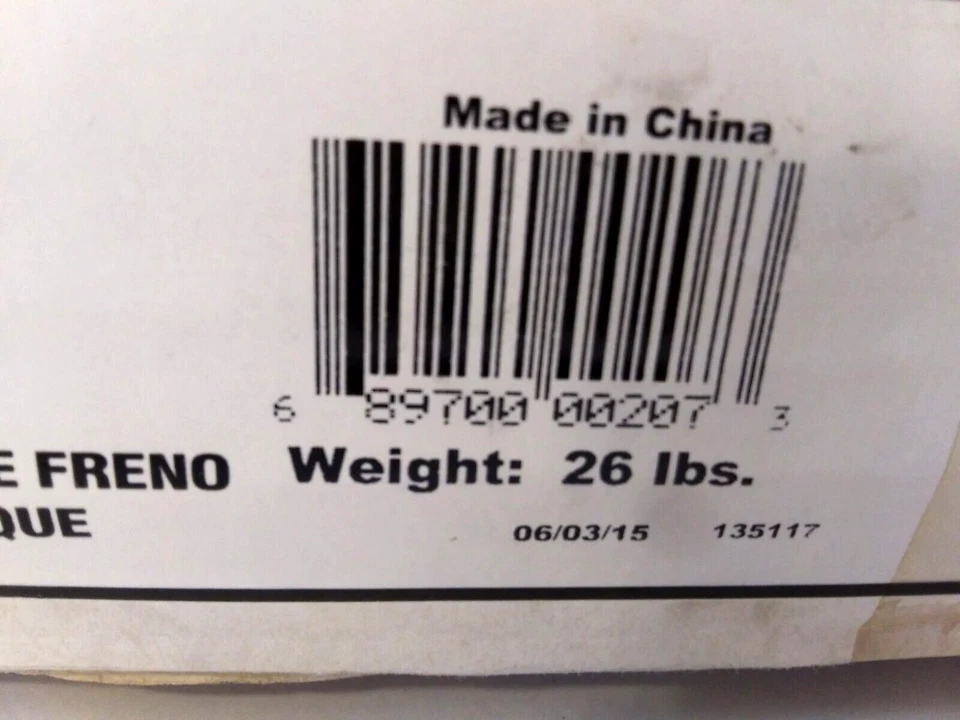 Made in China
6 89700 00207 3
E FRENO Weight: 26 lbs.
QUE
06/03/15 135117